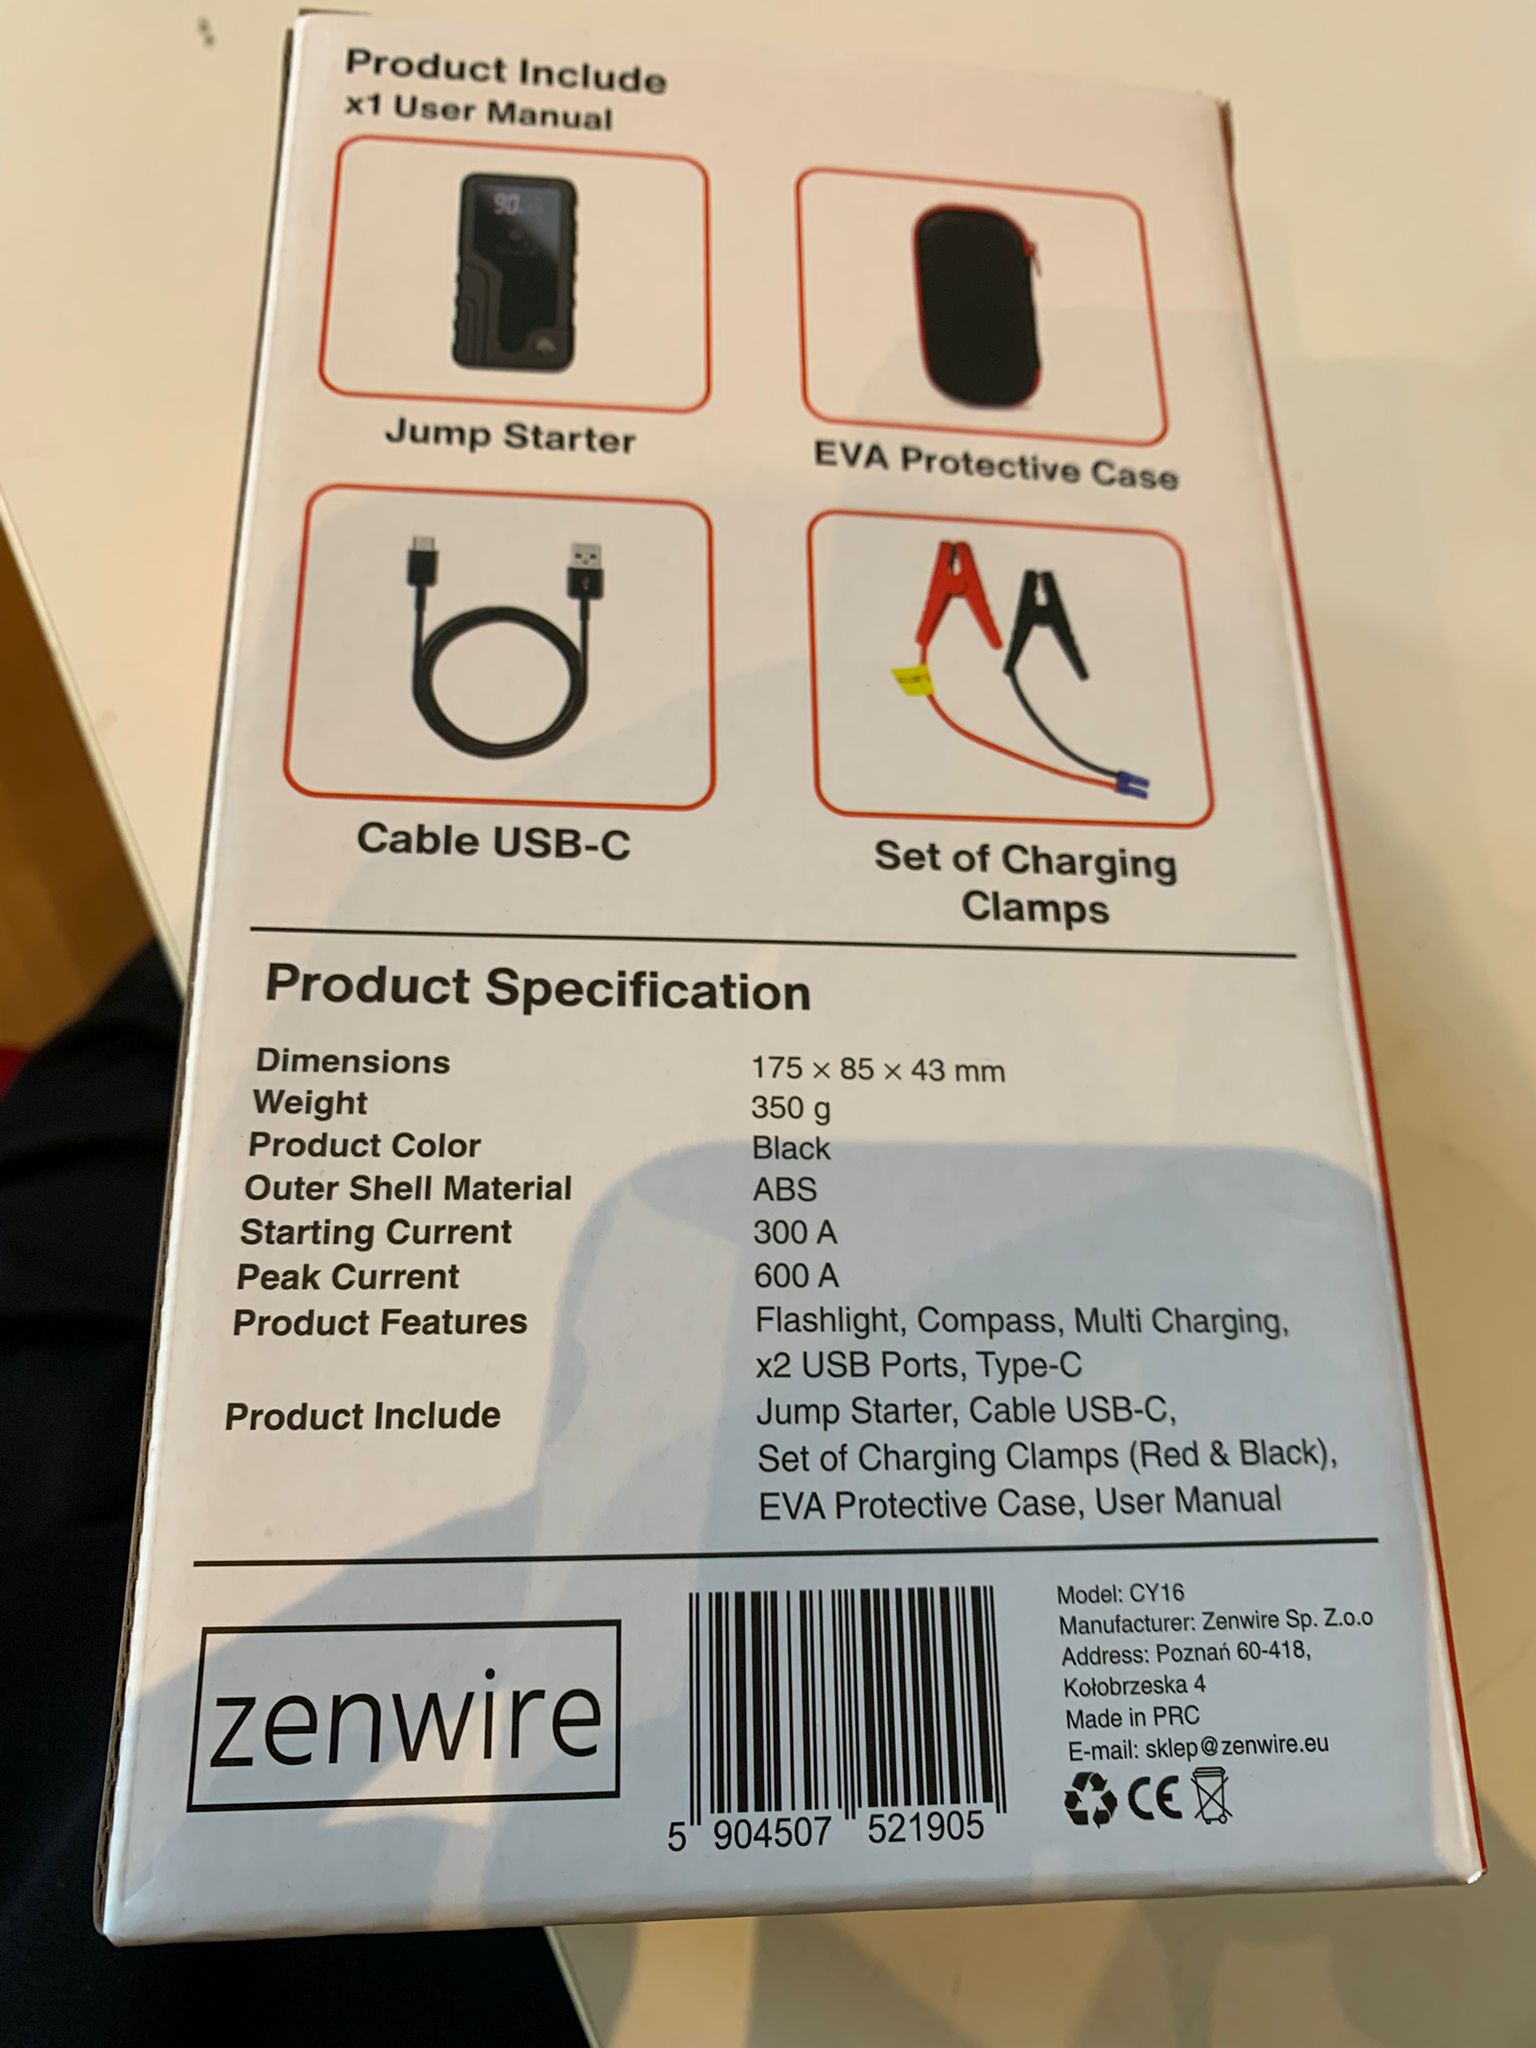 Product Include
x1 User Manual
90
Jump Starter
EVA Protective Case
Cable USB-C
Set of Charging
Clamps
Product Specification
Dimensions 175 × 85 × 43 mm
Weight 350 g
Product Color Black
Outer Shell Material ABS
Starting Current 300 A
Peak Current 600 A
Product Features Flashlight, Compass, Multi Charging,
x2 USB Ports, Type-C
Product Include Jump Starter, Cable USB-C,
Set of Charging Clamps (Red & Black),
EVA Protective Case, User Manual
zenwire
5 904507 521905
Model: CY16
Manufacturer: Zenwire Sp. Z.o.o
Address: Poznań 60-418,
Kołobrzeska 4
Made in PRC
E-mail: sklep@zenwire.eu
CE